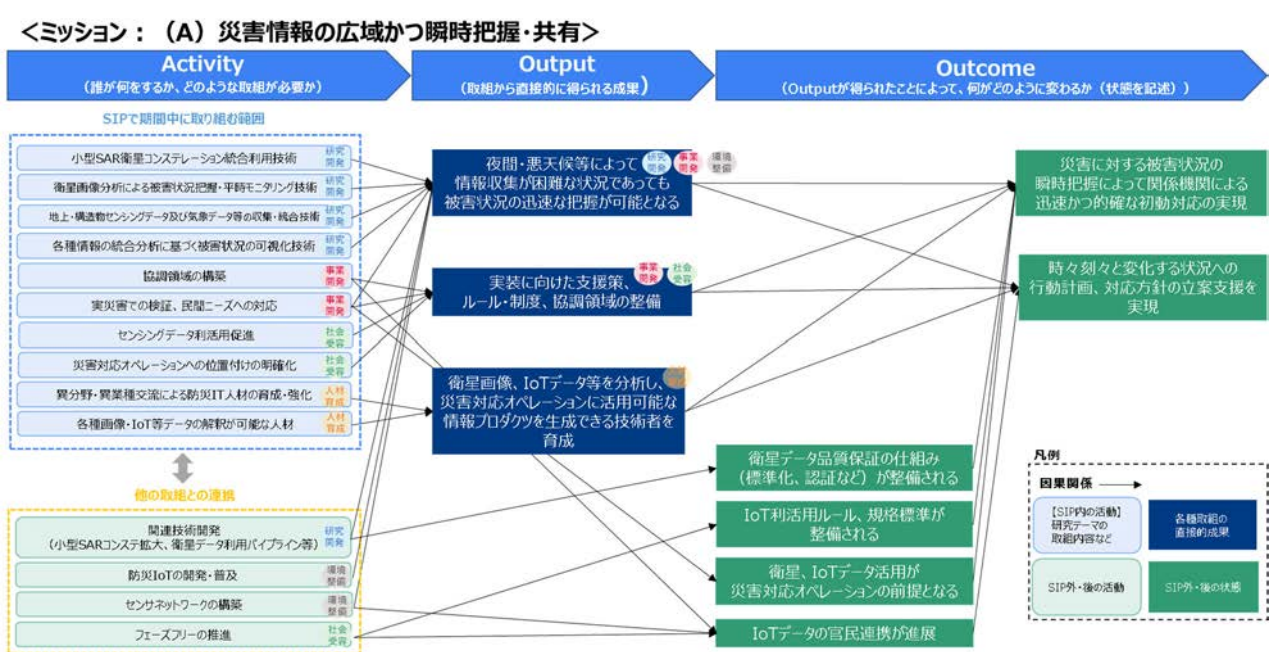 <ミッション：（A）災害情報の広域かつ瞬時把握・共有>
Activity
（誰が何をするか、どのような取組が必要か）
Output
（取組から直接的に得られる成果）
Outcome
（Outputが得られたことによって、何がどのように変わるか（状態を記述））
SIPで期間中に取り組む範囲
小型SAR衛星コンステレーション統合利用技術
研究
開発
衛星画像分析による被害状況把握・平時モニタリング技術
研究
開発
地上・構造物センシングデータ及び気象データ等の収集・統合技術
研究
開発
各種情報の統合分析に基づく被害状況の可視化技術
研究
開発
協調領域の構築
事業
開発
実災害での検証、民間ニーズへの対応
事業
開発
センシングデータ利活用促進
社会
受容
災害対応オペレーションへの位置付けの明確化
社会
受容
異分野・異業種交流による防災IT人材の育成・強化
人材
育成
各種画像・IoT等データの解釈が可能な人材
人材
育成
他の取組との連携
関連技術開発
（小型SARコンステ拡大、衛星データ利用パイプライン等）
研究
開発
防災IoTの開発・普及
環境
整備
センサネットワークの構築
環境
整備
フェーズフリーの推進
社会
受容
夜間・悪天候等によって
情報収集が困難な状況であっても
被害状況の迅速な把握が可能となる
研究
開発
事業
開発
環境
整備
実装に向けた支援策、
ルール・制度、協調領域の整備
事業
開発
社会
受容
衛星画像、IoTデータ等を分析し、
災害対応オペレーションに活用可能な
情報プロダクツを生成できる技術者を
育成
災害に対する被害状況の
瞬時把握によって関係機関による
迅速かつ的確な初動対応の実現
時々刻々と変化する状況への
行動計画、対応方針の立案支援を
実現
衛星データ品質保証の仕組み
（標準化、認証など）が整備される
IoT利活用ルール、規格標準が
整備される
衛星、IoTデータ活用が
災害対応オペレーションの前提となる
IoTデータの官民連携が進展
凡例
因果関係
【SIP内の活動】
研究テーマの
取組内容など
各種取組の
直接的成果
SIP外・後の活動
SIP外・後の状態